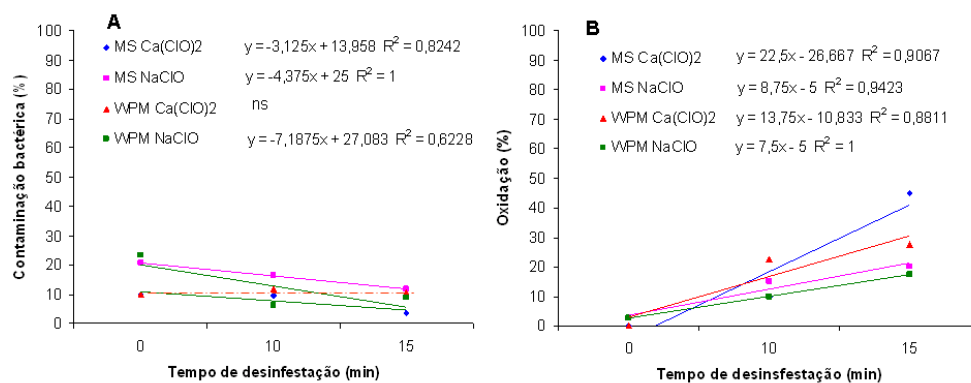 A
MS Ca(ClO)2 y = -3,125x + 13,958 R2 = 0,8242
MS NaClO y = -4,375x + 25 R2 = 1
WPM Ca(ClO)2 ns
WPM NaClO y = -7,1875x + 27,083 R2 = 0,6228
Contaminação bactérica (%)
100
90
80
70
60
50
40
30
20
10
0
0 10 15
Tempo de desinfestação (min)
B
MS Ca(ClO)2 y = 22,5x - 26,667 R2 = 0,9067
MS NaClO y = 8,75x - 5 R2 = 0,9423
WPM Ca(ClO)2 y = 13,75x - 10,833 R2 = 0,8811
WPM NaClO y = 7,5x - 5 R2 = 1
Oxidação (%)
100
90
80
70
60
50
40
30
20
10
0
0 10 15
Tempo de desinsfestação (min)